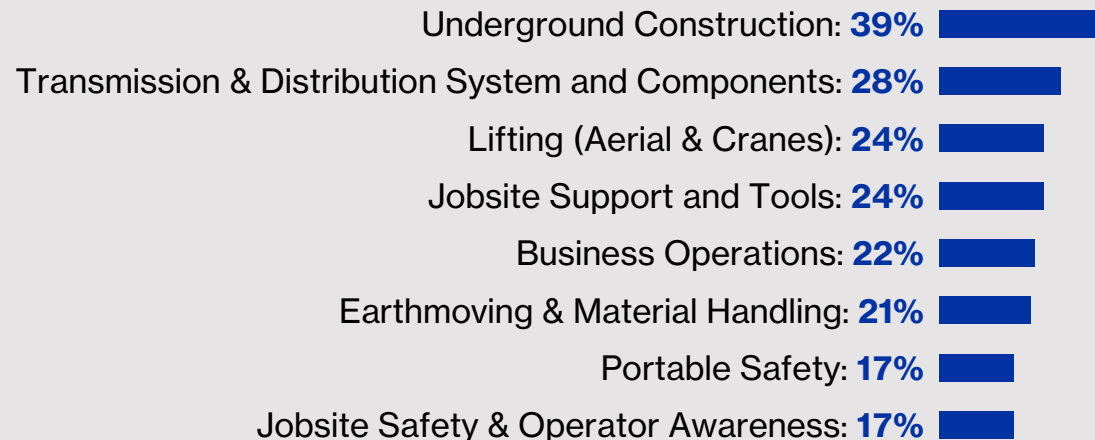 Underground Construction: 39%
Transmission & Distribution System and Components: 28%
Lifting (Aerial & Cranes): 24%
Jobsite Support and Tools: 24%
Business Operations: 22%
Earthmoving & Material Handling: 21%
Portable Safety: 17%
Jobsite Safety & Operator Awareness: 17%